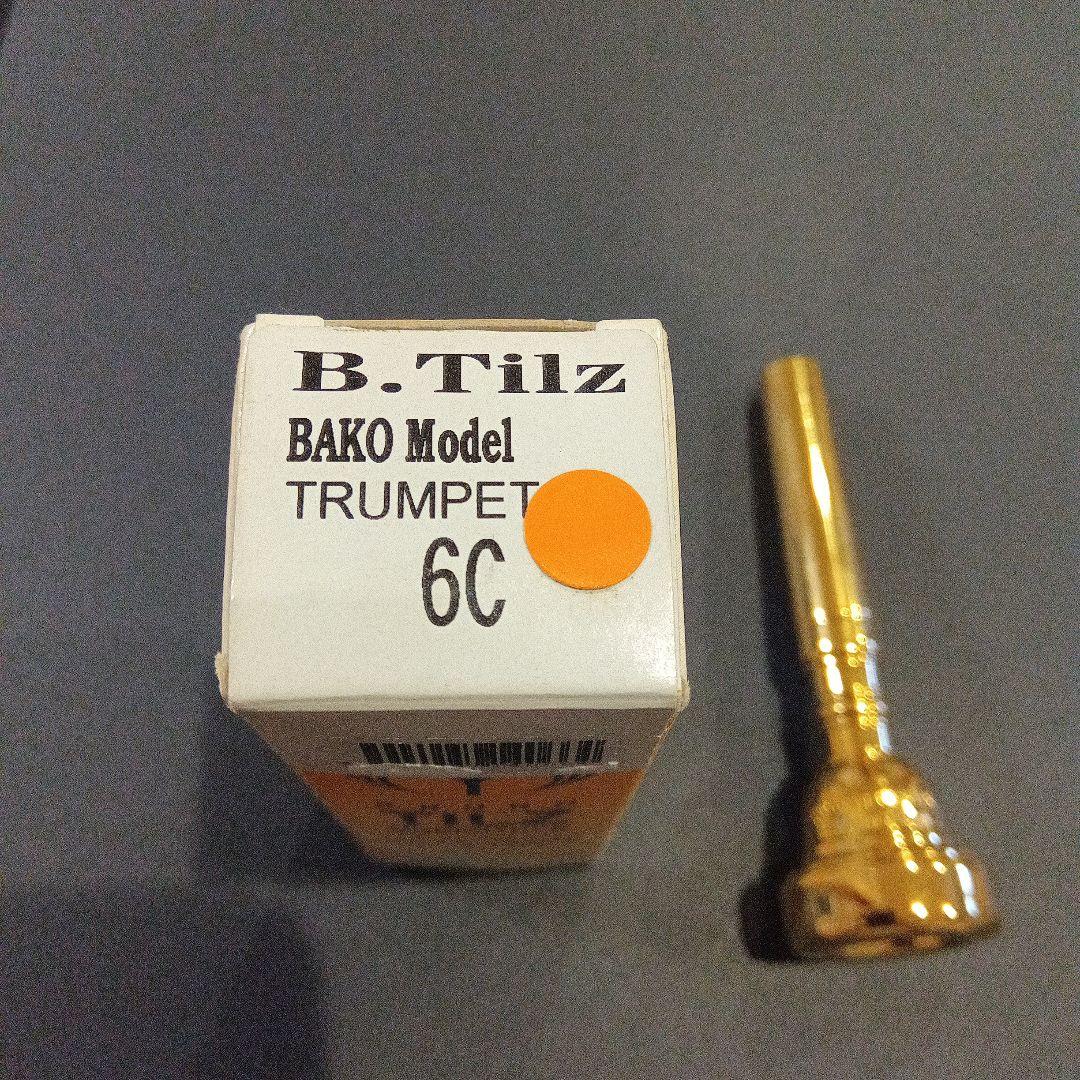 B.Tilz
BAKO Model
TRUMPET
6C